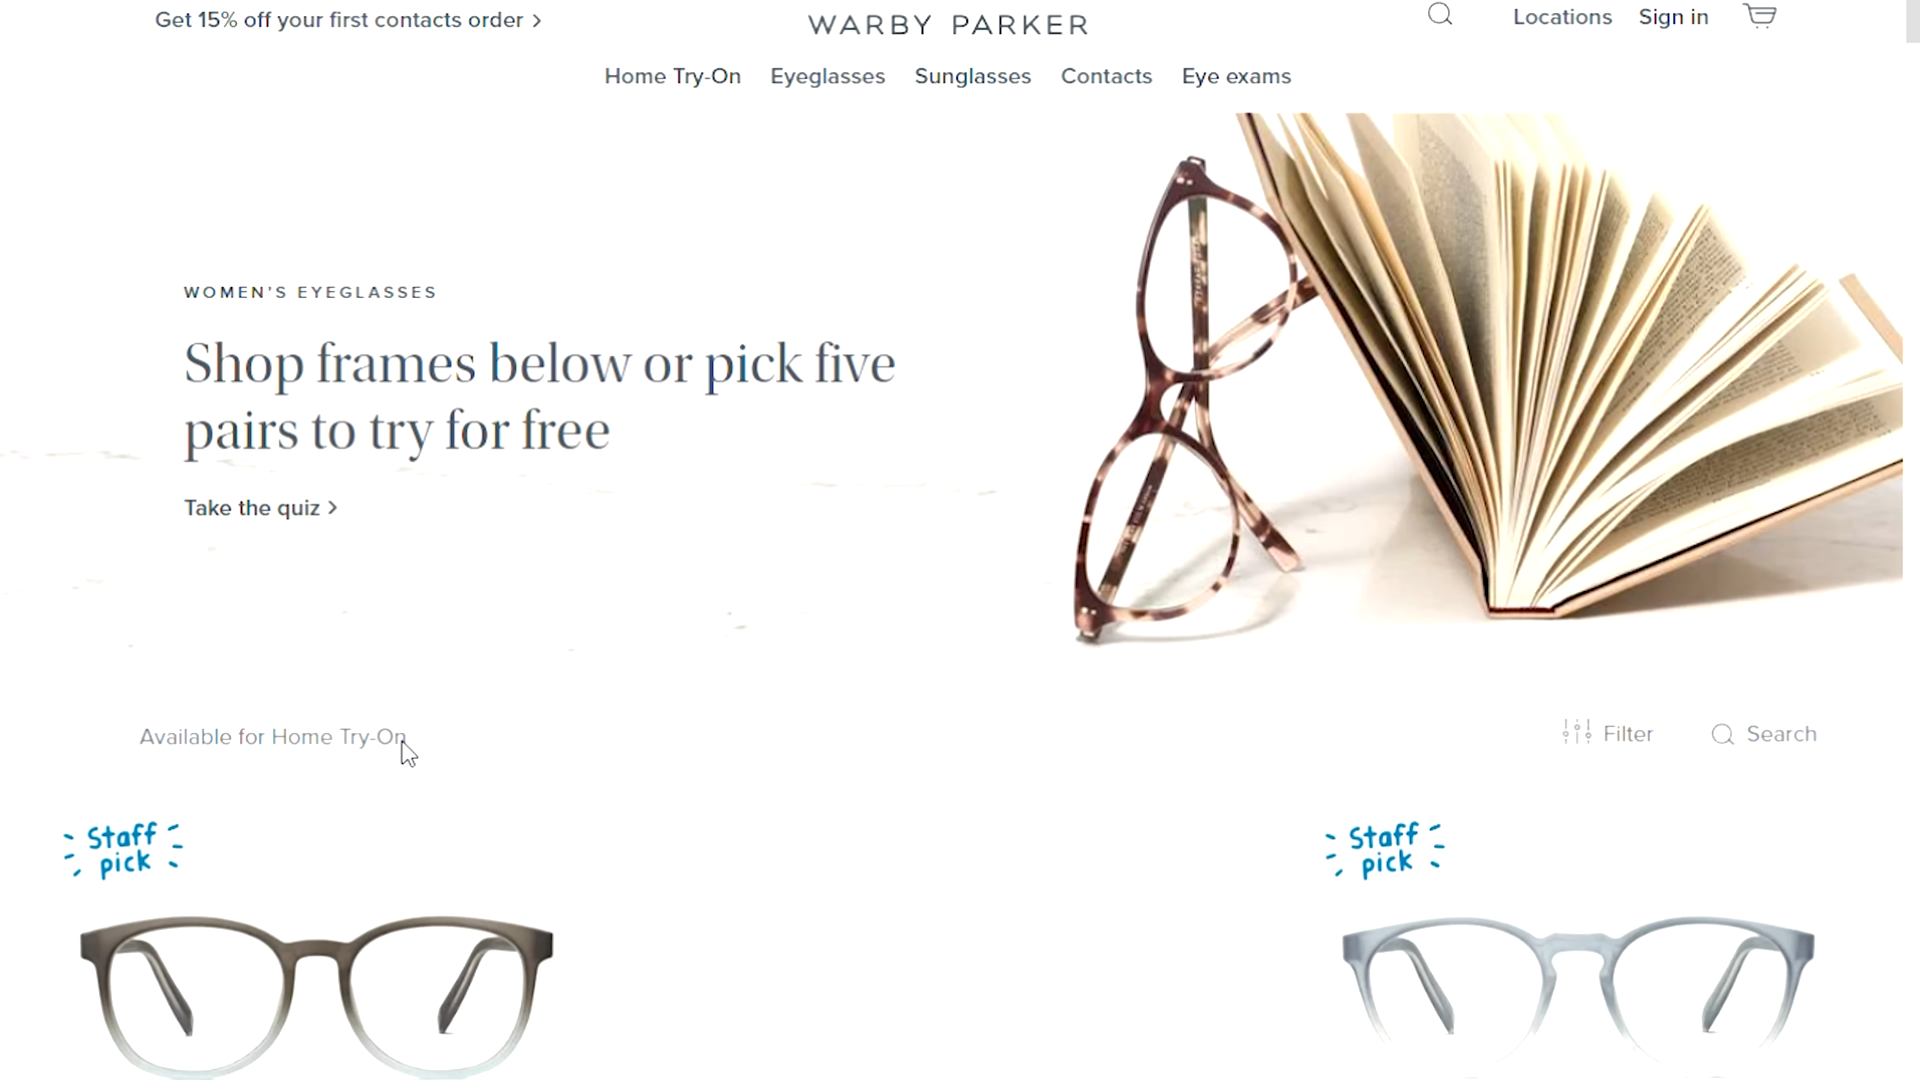 Get 15% off your first contacts order >
WARBY PARKER
Locations
Sign in
Home Try-On
Eyeglasses
Sunglasses
Contacts
Eye exams
WOMEN'S EYEGLASSES
Shop frames below or pick five
pairs to try for free
Take the quiz >
Available for Home Try-On
Filter
Search
Staff
pick
Staff
pick